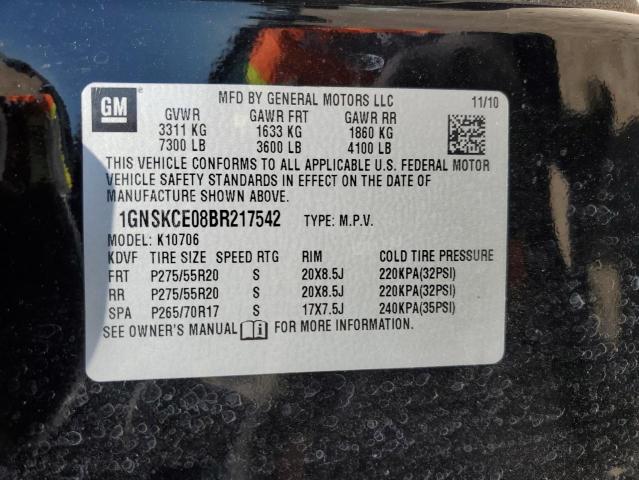 GM
MFD BY GENERAL MOTORS LLC 11/10
GVWR GAWR FRT GAWR RR
3311 KG 1633 KG 1860 KG
7300 LB 3600 LB 4100 LB
THIS VEHICLE CONFORMS TO ALL APPLICABLE U.S. FEDERAL MOTOR
VEHICLE SAFETY STANDARDS IN EFFECT ON THE DATE OF
MANUFACTURE SHOWN ABOVE.
1GNSKCE08BR217542 TYPE: M.P.V.
MODEL: K10706
KDVF TIRE SIZE SPEED RTG RIM COLD TIRE PRESSURE
FRT P275/55R20 S 20X8.5J 220KPA(32PSI)
RR P275/55R20 S 20X8.5J 220KPA(32PSI)
SPA P265/70R17 S 17X7.5J 240KPA(35PSI)
SEE OWNER'S MANUAL FOR MORE INFORMATION.